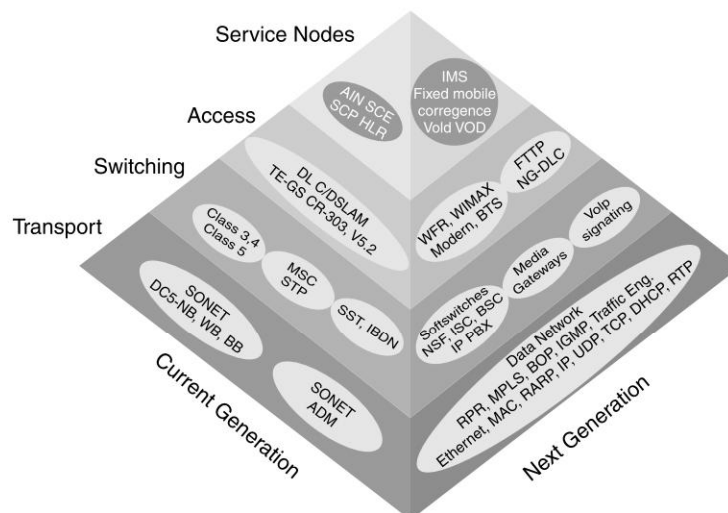 Service Nodes
AIN SCE
SCP HLR
IMS
Fixed mobile
corregence
Vold VOD
Access
DL C/DSLAM
TE-GS CR-303, V5.2
WFR, WIMAX
Modern, BTS
FTTP
NG-DLC
Switching
Class 3,4
Class 5
MSC
STP
SST, IBDN
Softswitches
NSF, ISC, BSC
IP PBX
Media
Gateways
Volp
signating
Transport
SONET
DC5-NB, WB, BB
SONET
ADM
Data Network
RPR, MPLS, BOP, IGMP, Traffic Eng.
Ethernet, MAC, RARP, IP, UDP, TCP, DHCP, RTP
Current Generation
Next Generation